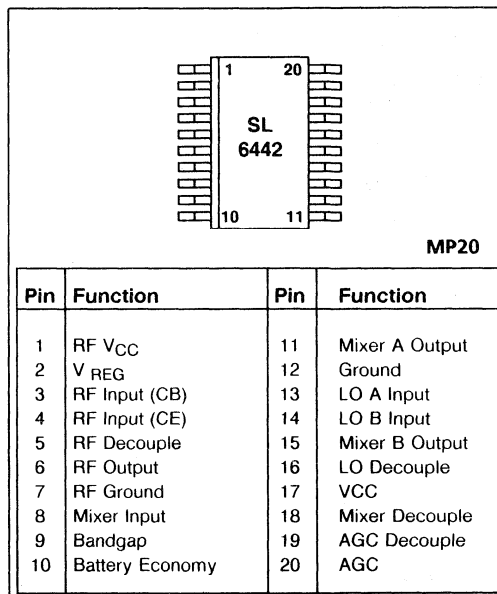 1 20
SL
6442
10 11
MP20
Pin Function Pin Function
1 RF VCC 11 Mixer A Output
2 V REG 12 Ground
3 RF Input (CB) 13 LO A Input
4 RF Input (CE) 14 LO B Input
5 RF Decouple 15 Mixer B Output
6 RF Output 16 LO Decouple
7 RF Ground 17 VCC
8 Mixer Input 18 Mixer Decouple
9 Bandgap 19 AGC Decouple
10 Battery Economy 20 AGC